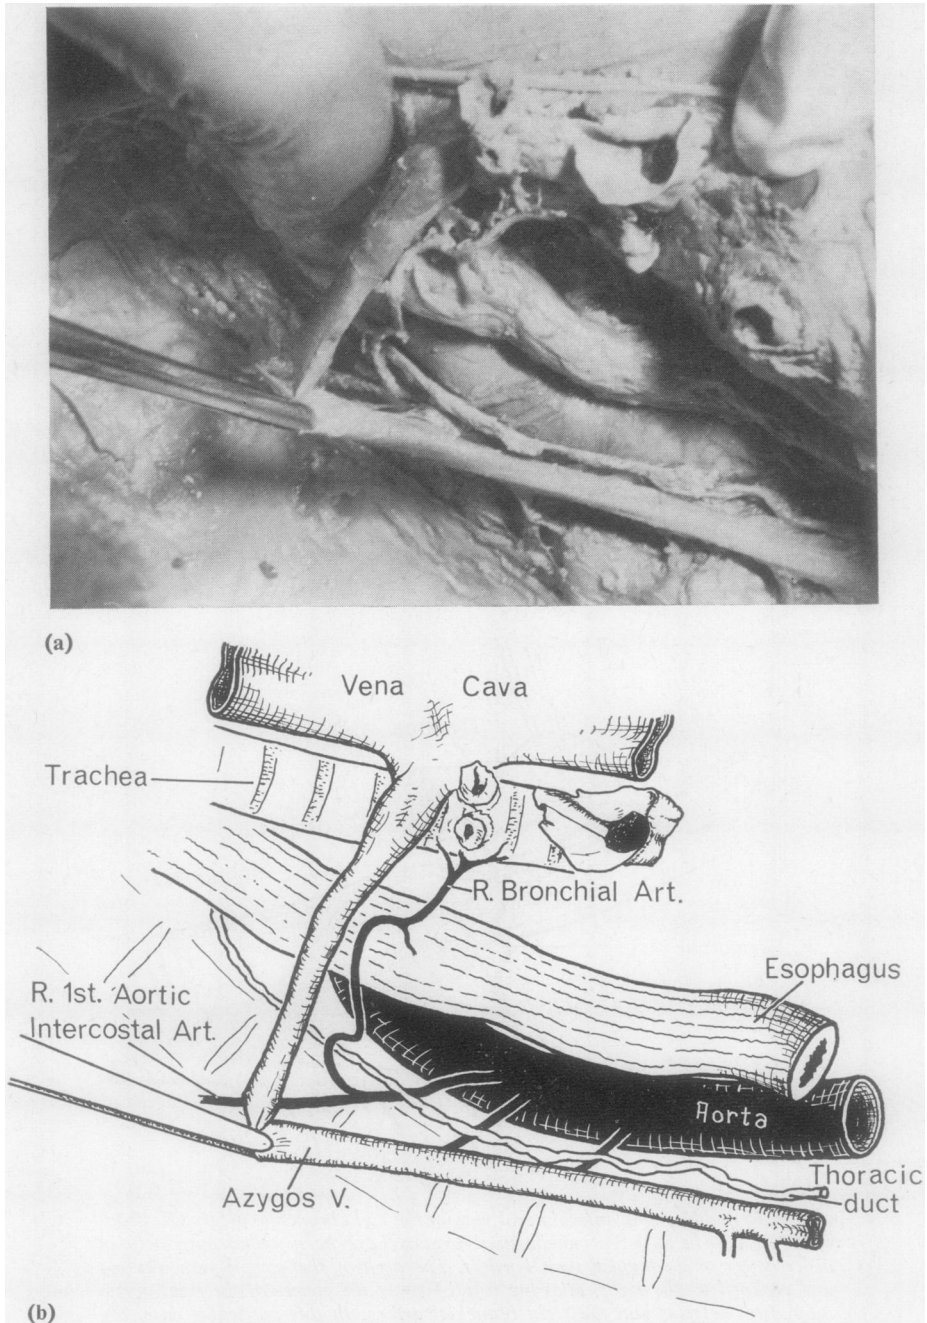 (a)
Vena Cava
Trachea
R. Bronchial Art.
Esophagus
R. 1st. Aortic
Intercostal Art.
Aorta
Thoracic
duct
Azygos V.
(b)